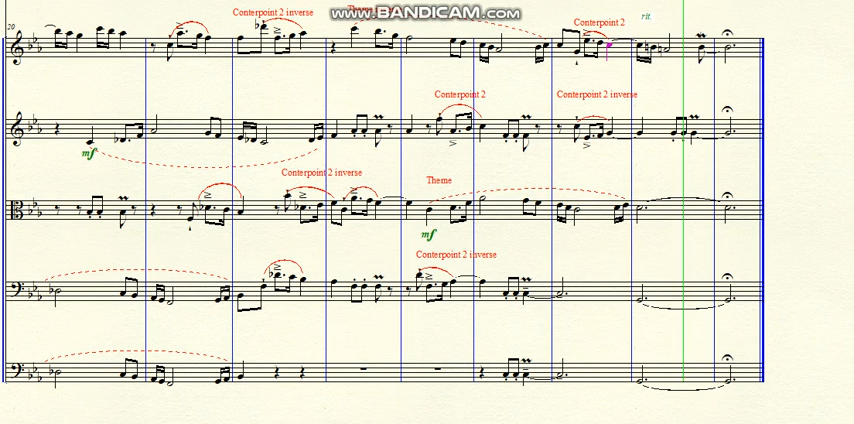 www.BANDICAM.com
Conterpoint 2 inverse
Conterpoint 2
rit.
20
Conterpoint 2
Conterpoint 2 inverse
mf
Conterpoint 2 inverse
Theme
mf
Conterpoint 2 inverse